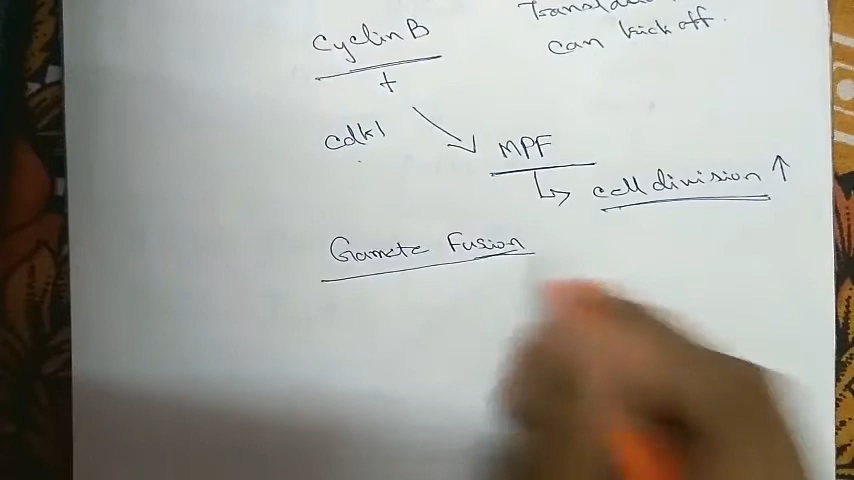 can kick off.
Cyclin B
+
cdk1
MPF
cell division ↑
Gamete Fusion